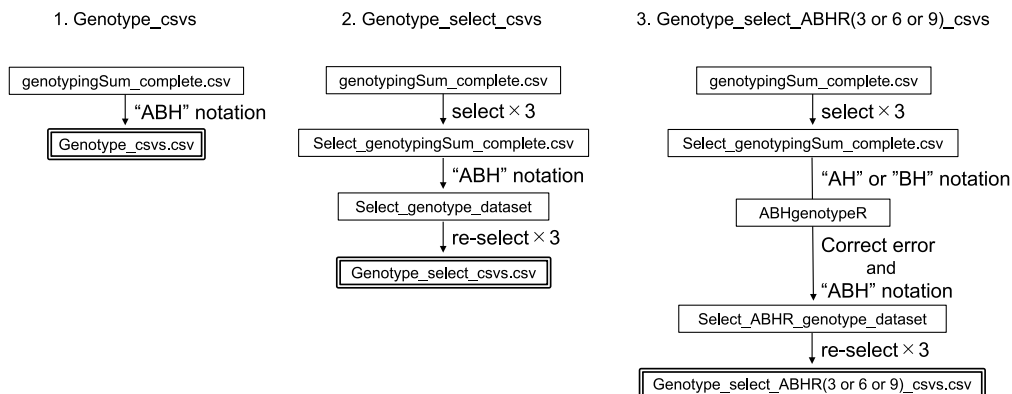 1. Genotype_csvs
genotypingSum_complete.csv
“ABH” notation
Genotype_csvs.csv
2. Genotype_select_csvs
genotypingSum_complete.csv
select×3
Select_genotypingSum_complete.csv
“ABH” notation
Select_genotype_dataset
re-select×3
Genotype_select_csvs.csv
3. Genotype_select_ABHR(3 or 6 or 9)_csvs
genotypingSum_complete.csv
select×3
Select_genotypingSum_complete.csv
“AH” or ”BH” notation
ABHgenotypeR
Correct error
and
“ABH” notation
Select_ABHR_genotype_dataset
re-select×3
Genotype_select_ABHR(3 or 6 or 9)_csvs.csv